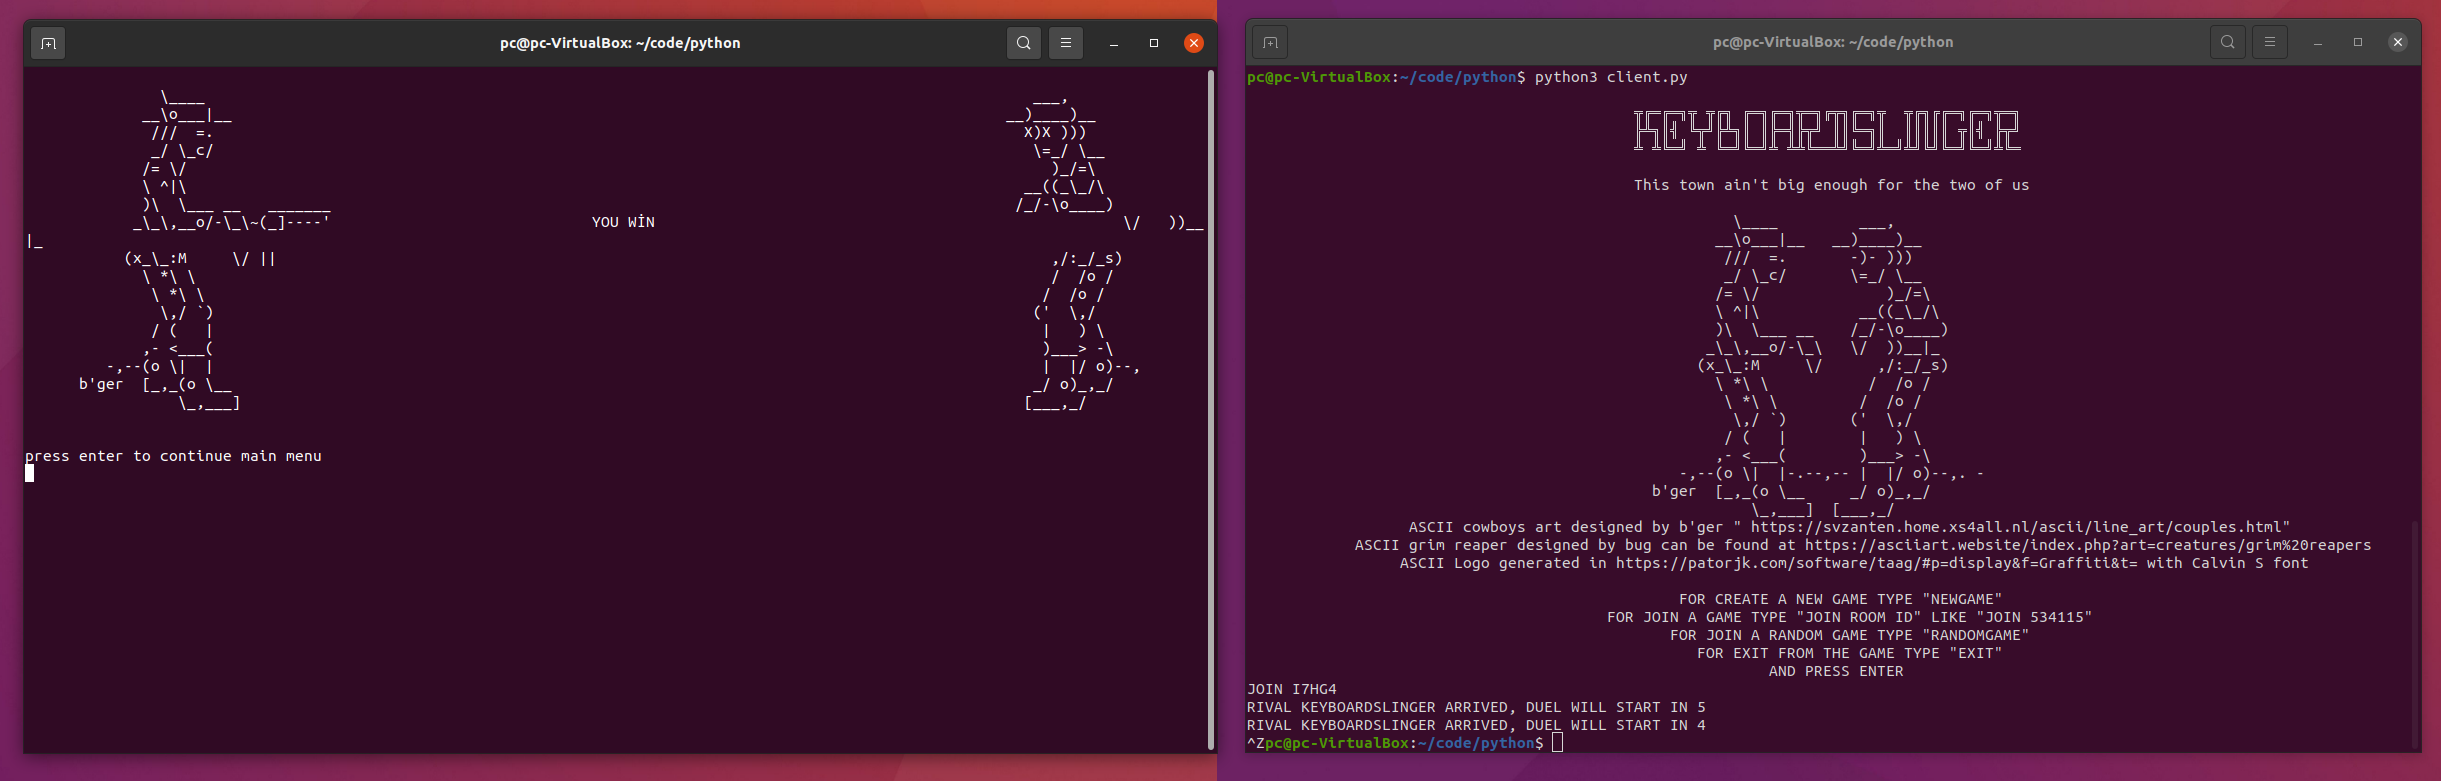 pc@pc-VirtualBox: ~/code/python
YOU WİN
b'ger
press enter to continue main menu
pc@pc-VirtualBox: ~/code/python
pc@pc-VirtualBox:~/code/python$ python3 client.py
KEYBOARDSLINGER
This town ain't big enough for the two of us
b'ger
ASCII cowboys art designed by b'ger " https://svzanten.home.xs4all.nl/ascii/line_art/couples.html"
ASCII grim reaper designed by bug can be found at https://asciiart.website/index.php?art=creatures/grim%20reapers
ASCII Logo generated in https://patorjk.com/software/taag/#p=display&f=Graffiti&t= with Calvin S font
FOR CREATE A NEW GAME TYPE "NEWGAME"
FOR JOIN A GAME TYPE "JOIN ROOM ID" LIKE "JOIN 534115"
FOR JOIN A RANDOM GAME TYPE "RANDOMGAME"
FOR EXIT FROM THE GAME TYPE "EXIT"
AND PRESS ENTER
JOIN I7HG4
RIVAL KEYBOARDSLINGER ARRIVED, DUEL WILL START IN 5
RIVAL KEYBOARDSLINGER ARRIVED, DUEL WILL START IN 4
^Zpc@pc-VirtualBox:~/code/python$